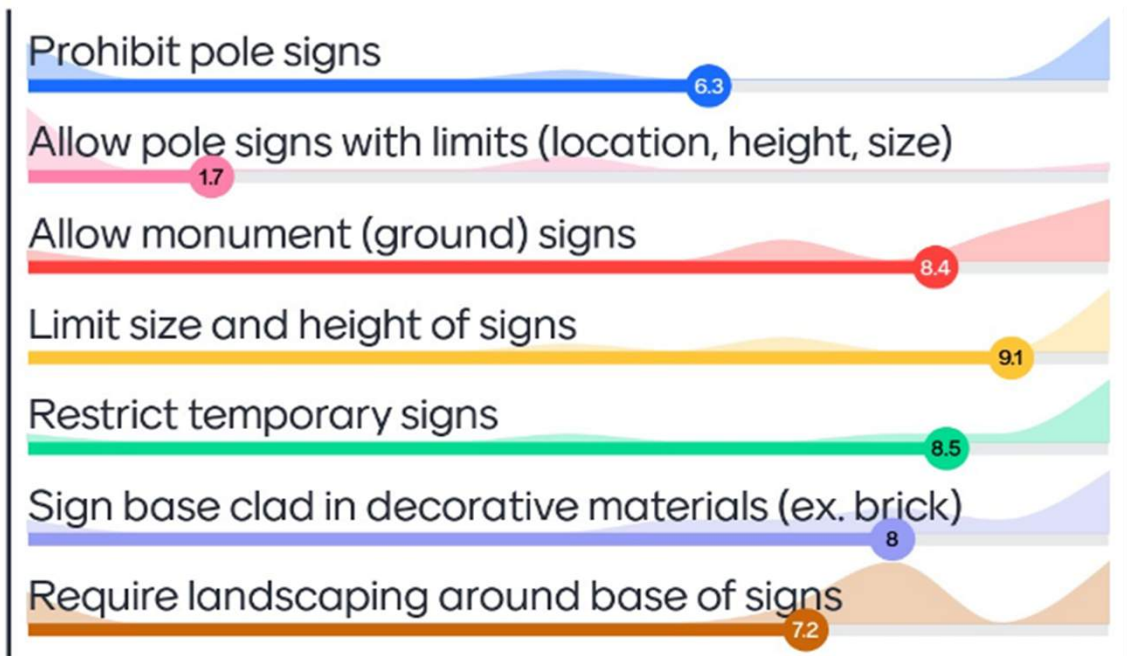 Prohibit pole signs
6.3
Allow pole signs with limits (location, height, size)
1.7
Allow monument (ground) signs
8.4
Limit size and height of signs
9.1
Restrict temporary signs
8.5
Sign base clad in decorative materials (ex. brick)
8
Require landscaping around base of signs
7.2